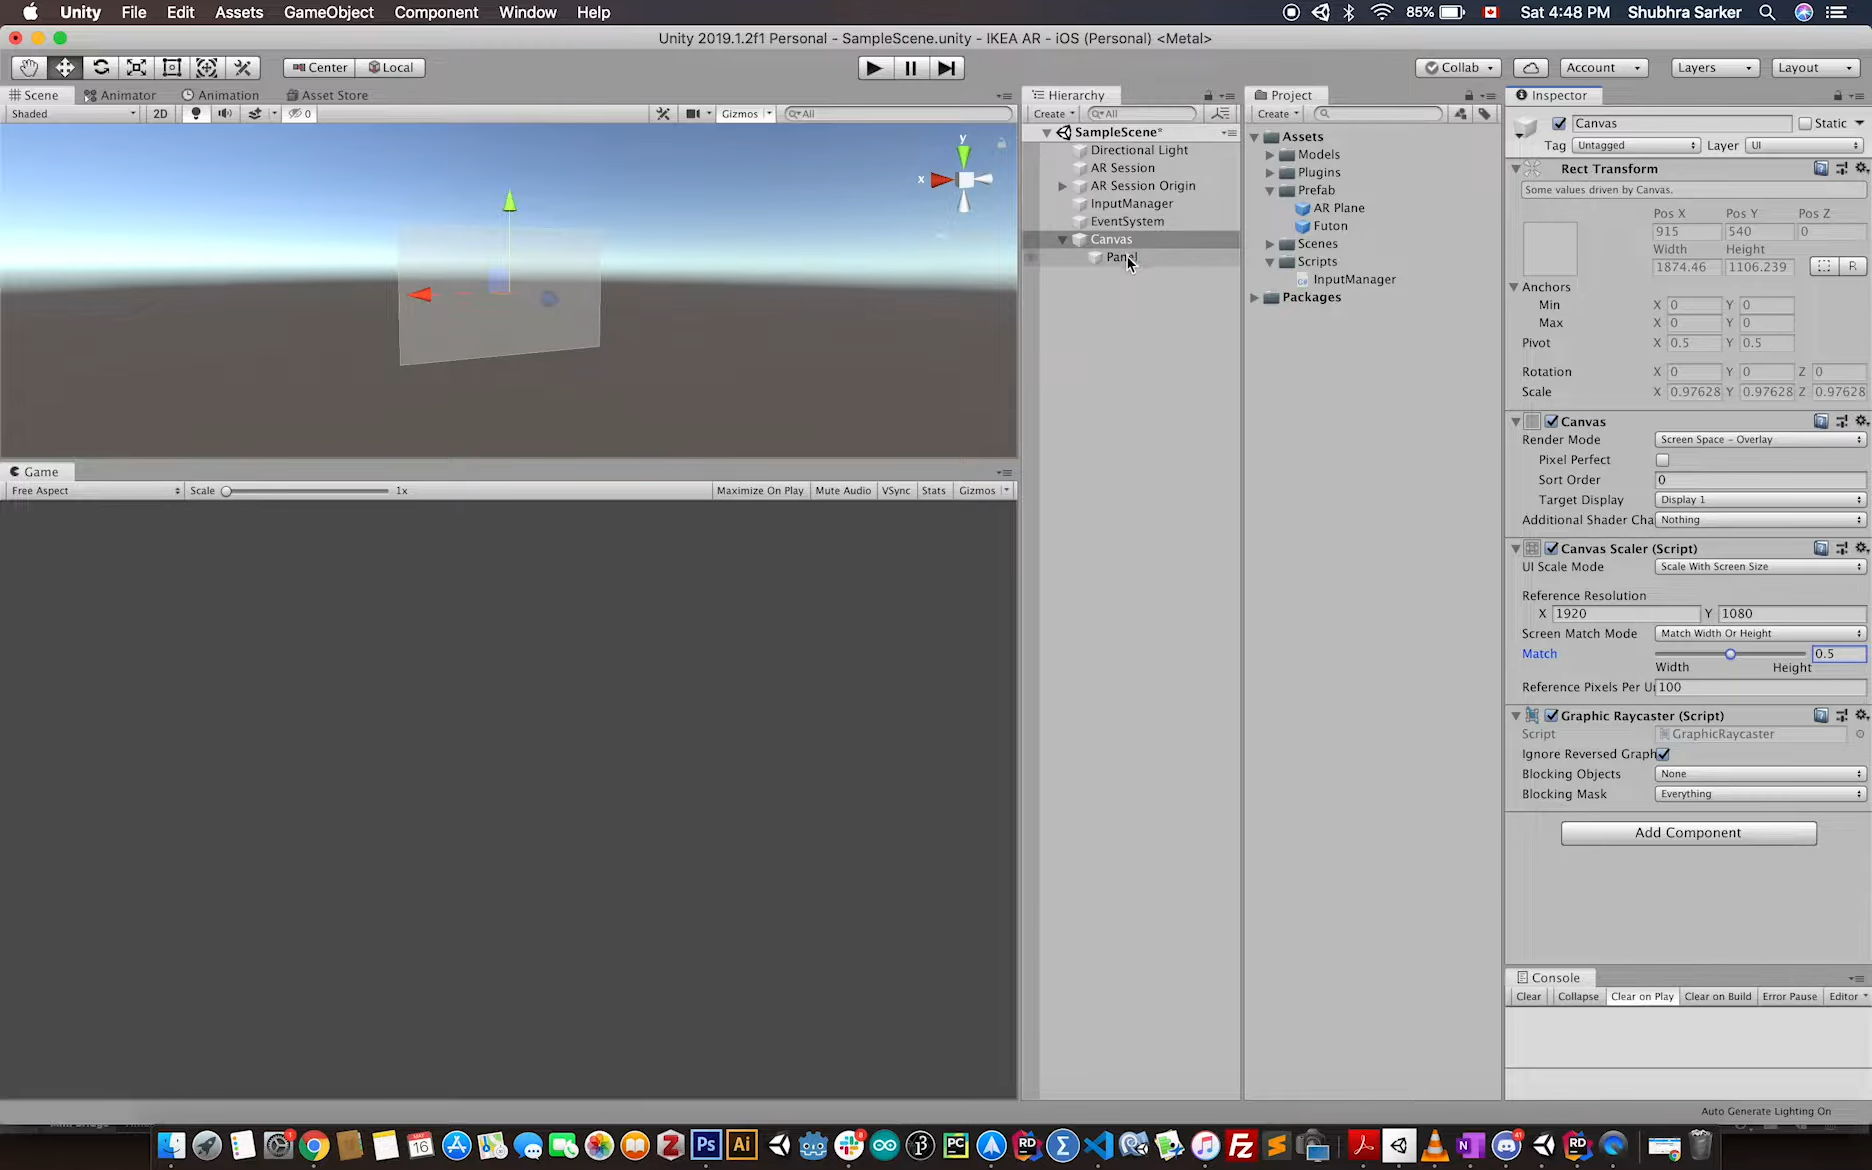 Unity File Edit Assets GameObject Component Window Help 85% Sat 4:48 PM Shubhra Sarker
Unity 2019.1.2f1 Personal - SampleScene.unity - IKEA AR - iOS (Personal) <Metal>
Center Local Collab Account Layers Layout
Scene Animator Animation Asset Store
Shaded 2D 0 Gizmos All
y
x
Game
Free Aspect Scale 1x Maximize On Play Mute Audio VSync Stats Gizmos
Hierarchy
Create All
SampleScene*
Directional Light
AR Session
AR Session Origin
InputManager
EventSystem
Canvas
Panel
Project
Create
Assets
Models
Plugins
Prefab
AR Plane
Futon
Scenes
Scripts
InputManager
Packages
Inspector
Canvas Static
Tag Untagged Layer UI
Rect Transform
Some values driven by Canvas.
Pos X Pos Y Pos Z
915 540 0
Width Height
1874.46 1106.239 R
Anchors
Min X 0 Y 0
Max X 0 Y 0
Pivot X 0.5 Y 0.5
Rotation X 0 Y 0 Z 0
Scale X 0.97628 Y 0.97628 Z 0.97628
Canvas
Render Mode Screen Space - Overlay
Pixel Perfect
Sort Order 0
Target Display Display 1
Additional Shader Cha Nothing
Canvas Scaler (Script)
UI Scale Mode Scale With Screen Size
Reference Resolution
X 1920 Y 1080
Screen Match Mode Match Width Or Height
Match 0.5
Width Height
Reference Pixels Per U 100
Graphic Raycaster (Script)
Script GraphicRaycaster
Ignore Reversed Graph
Blocking Objects None
Blocking Mask Everything
Add Component
Console
Clear Collapse Clear on Play Clear on Build Error Pause Editor
Auto Generate Lighting On
MAY 16 Ps Ai PC RD Fz N RD